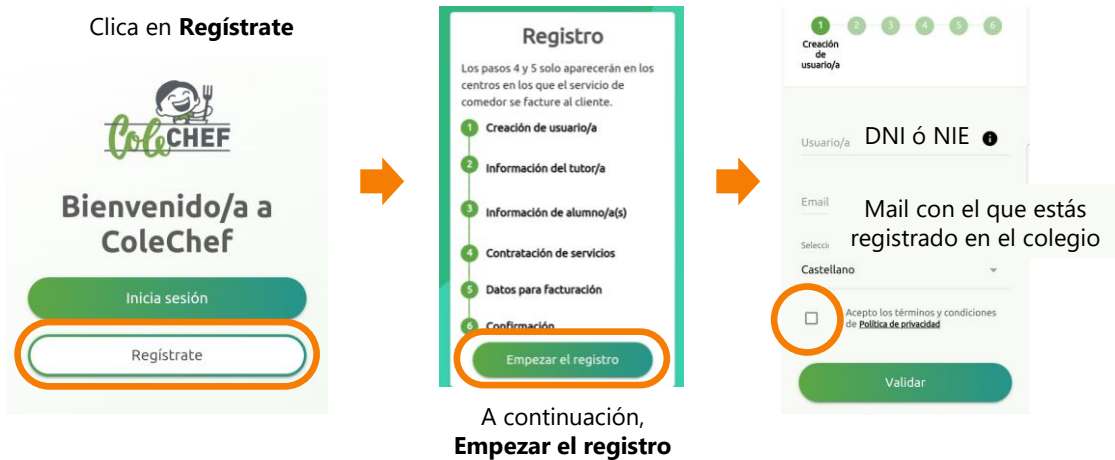 Clica en Regístrate
ColeCHEF
Bienvenido/a a
ColeChef
Inicia sesión
Regístrate
Registro
Los pasos 4 y 5 solo aparecerán en los
centros en los que el servicio de
comedor se facture al cliente.
1 Creación de usuario/a
2 Información del tutor/a
3 Información de alumno/a(s)
4 Contratación de servicios
5 Datos para facturación
6 Confirmación
Empezar el registro
A continuación,
Empezar el registro
1 2 3 4 5 6
Creación
de
usuario/a
Usuario/a DNI ó NIE
Email
Mail con el que estás
registrado en el colegio
Castellano
Acepto los términos y condiciones
de Política de privacidad
Validar